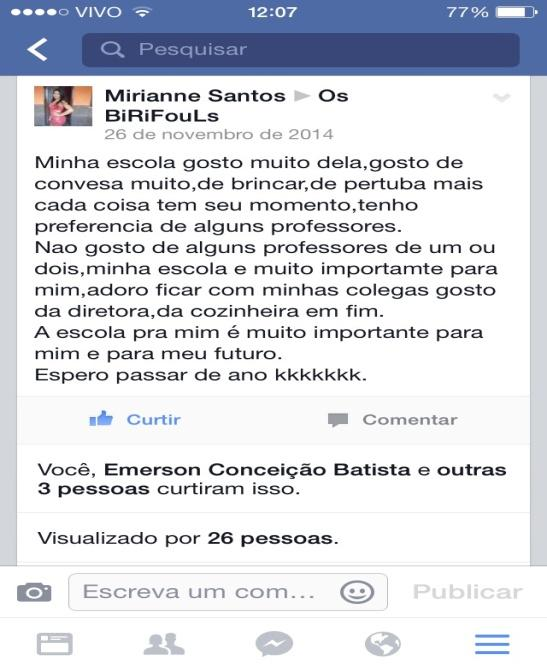 VIVO 12:07 77%
Pesquisar
Mirianne Santos ► Os
BiRiFouLs
26 de novembro de 2014
Minha escola gosto muito dela,gosto de
convesa muito,de brincar,de pertuba mais
cada coisa tem seu momento,tenho
preferencia de alguns professores.
Nao gosto de alguns professores de um ou
dois,minha escola e muito importamte para
mim,adoro ficar com minhas colegas gosto
da diretora,da cozinheira em fim.
A escola pra mim é muito importante para
mim e para meu futuro.
Espero passar de ano kkkkkkk.
Curtir Comentar
Você, Emerson Conceição Batista e outras
3 pessoas curtiram isso.
Visualizado por 26 pessoas.
Escreva um com... Publicar